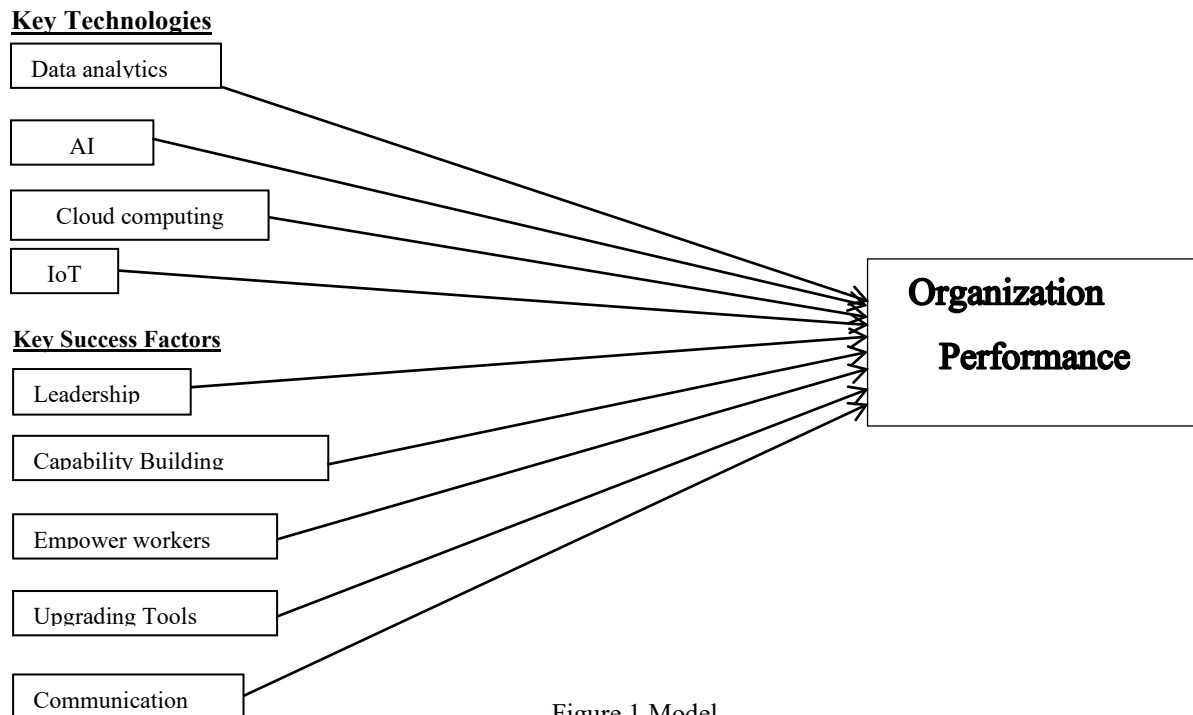 Key Technologies
Data analytics
AI
Cloud computing
IoT
Key Success Factors
Leadership
Capability Building
Empower workers
Upgrading Tools
Communication
Organization
Performance
Figure 1 Model